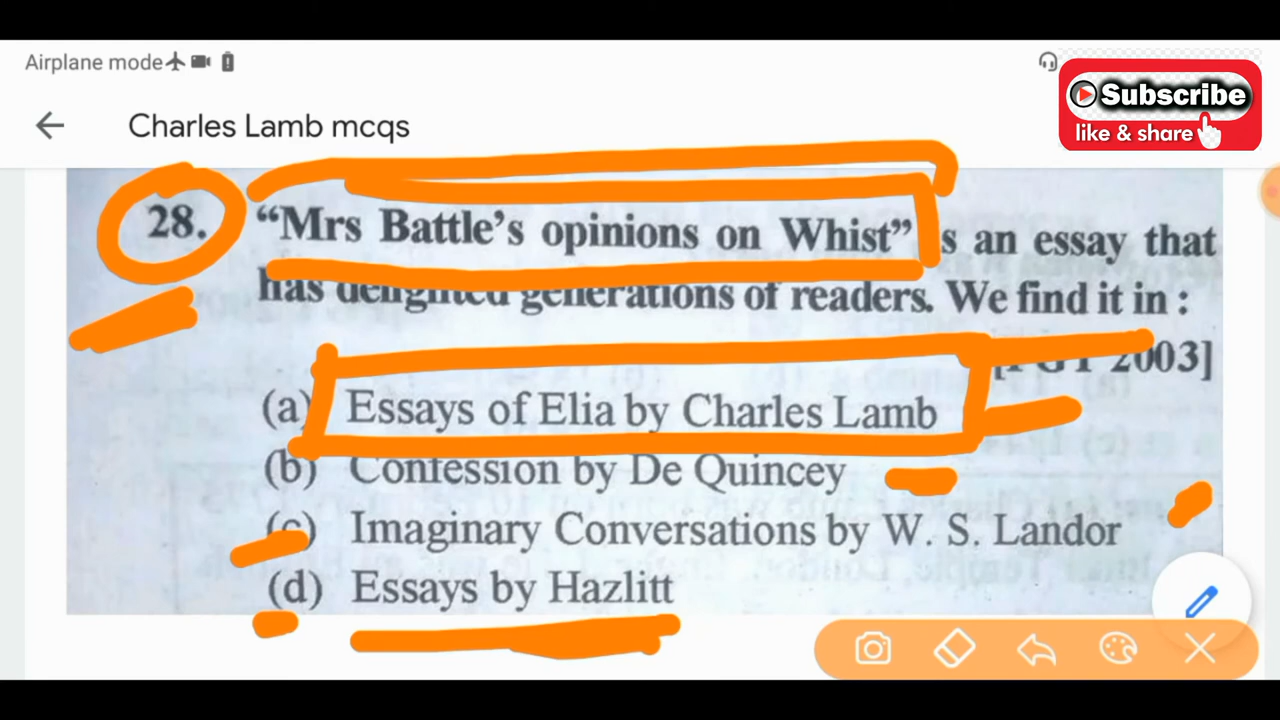 Airplane mode
Subscribe
like & share
Charles Lamb mcqs
28. “Mrs Battle’s opinions on Whist” s an essay that
has delighted generations of readers. We find it in :
2003]
(a) Essays of Elia by Charles Lamb
(b) Confession by De Quincey
(c) Imaginary Conversations by W. S. Landor
(d) Essays by Hazlitt